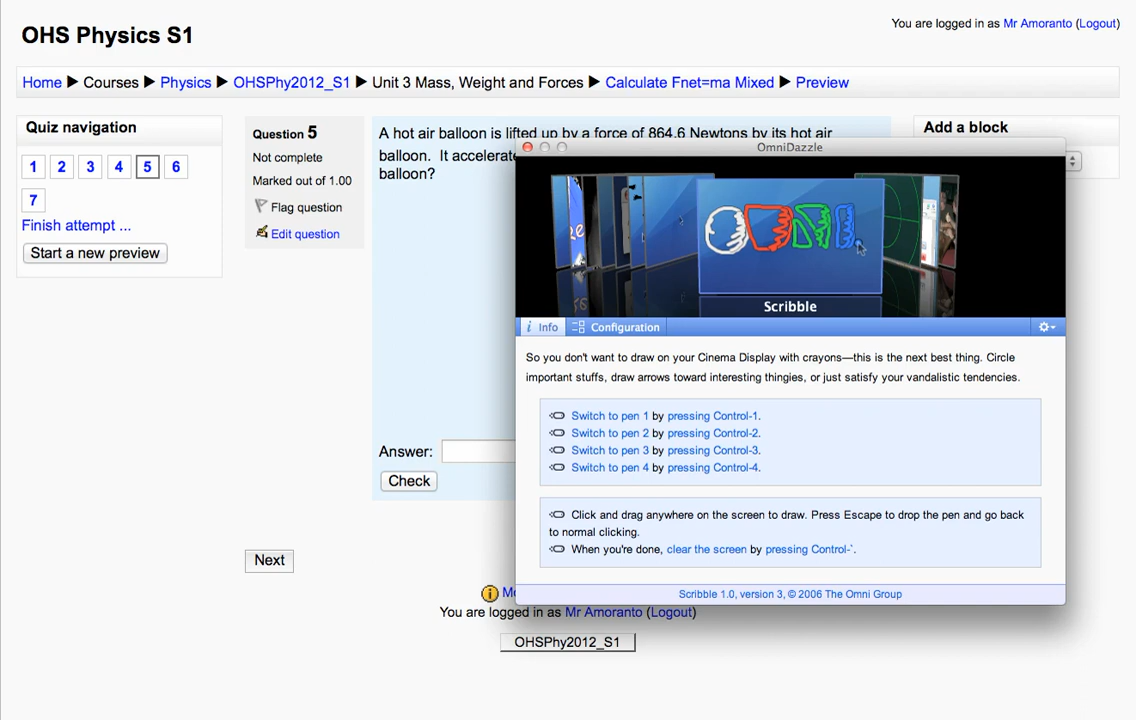 OHS Physics S1
You are logged in as Mr Amoranto (Logout)
Home ▶ Courses ▶ Physics ▶ OHSPhy2012_S1 ▶ Unit 3 Mass, Weight and Forces ▶ Calculate Fnet=ma Mixed ▶ Preview
Quiz navigation
1 2 3 4 5 6
7
Finish attempt ...
Start a new preview
Question 5
Not complete
Marked out of 1.00
Flag question
Edit question
A hot air balloon is lifted up by a force of 864.6 Newtons by its hot air
balloon. It accelerate
balloon?
Answer:
Check
Next
Add a block
OmniDazzle
Scribble
i Info Configuration
So you don't want to draw on your Cinema Display with crayons—this is the next best thing. Circle
important stuffs, draw arrows toward interesting thingies, or just satisfy your vandalistic tendencies.
Switch to pen 1 by pressing Control-1.
Switch to pen 2 by pressing Control-2.
Switch to pen 3 by pressing Control-3.
Switch to pen 4 by pressing Control-4.
Click and drag anywhere on the screen to draw. Press Escape to drop the pen and go back
to normal clicking.
When you're done, clear the screen by pressing Control-`.
Scribble 1.0, version 3, © 2006 The Omni Group
You are logged in as Mr Amoranto (Logout)
OHSPhy2012_S1